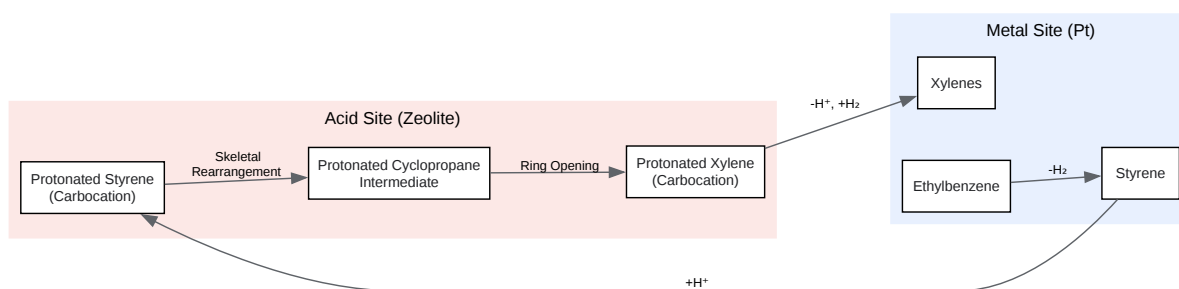 Metal Site (Pt)
Xylenes
-H⁺, +H₂
Acid Site (Zeolite)
Skeletal
Rearrangement
Protonated Styrene
(Carbocation)
Protonated Cyclopropane
Intermediate
Ring Opening
Protonated Xylene
(Carbocation)
Ethylbenzene
-H₂
Styrene
+H⁺